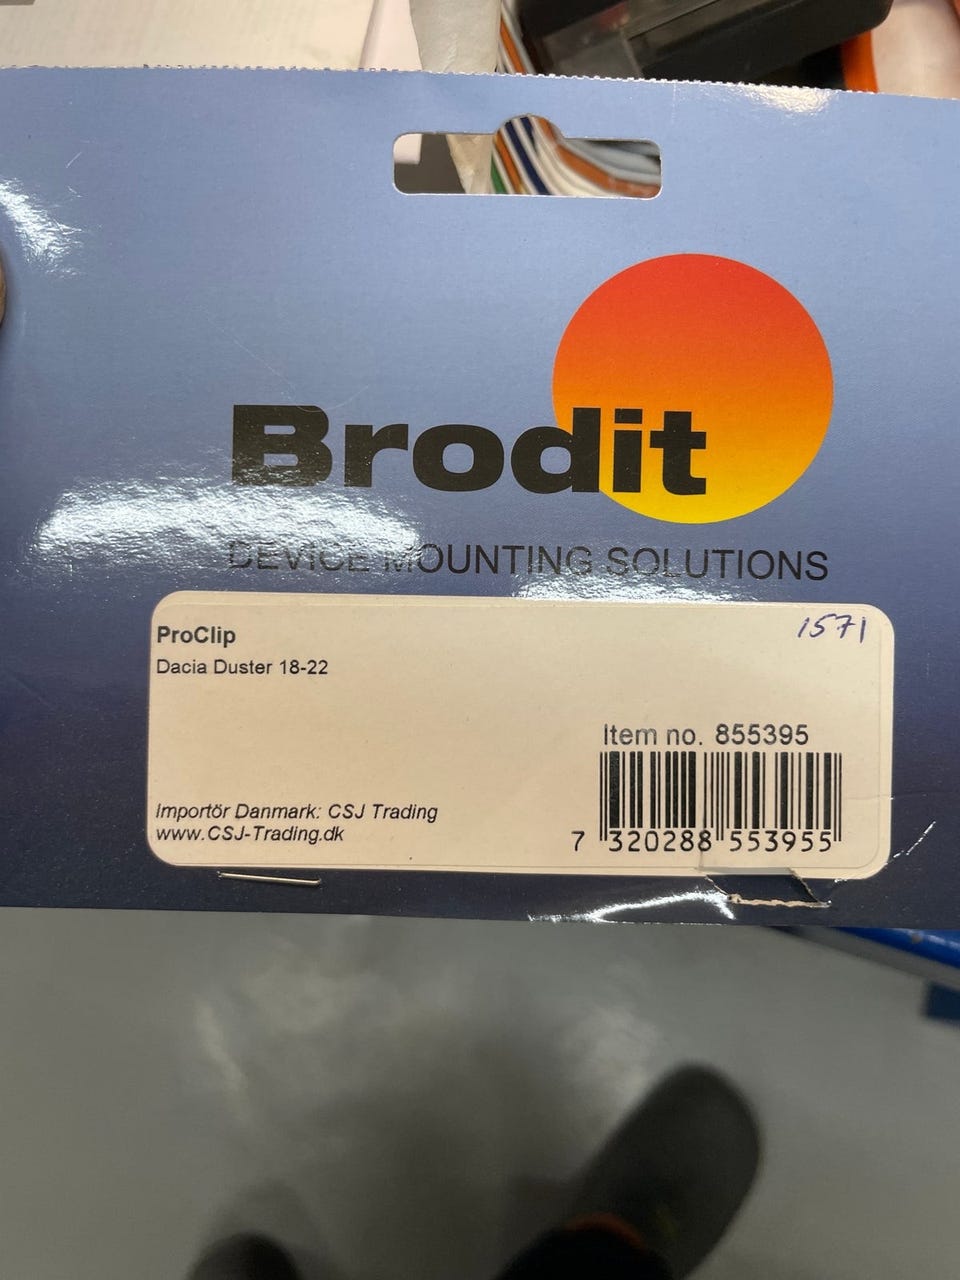 Brodit
DEVICE MOUNTING SOLUTIONS
ProClip
1571
Dacia Duster 18-22
Item no. 855395
Importör Danmark: CSJ Trading
www.CSJ-Trading.dk
7 320288 553955